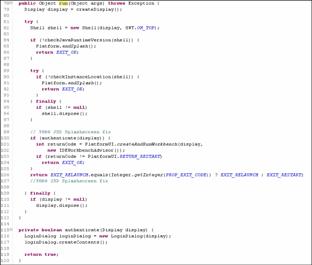 78 public Object run(Object args) throws Exception {
79 Display display = createDisplay();
80
81 try {
82 Shell shell = new Shell(display, SWT.ON_TOP);
83
84 if (!checkJavaRuntimeVersion(shell)) {
85 Platform.endSplash();
86 return EXIT_OK;
87 }
88
89 try {
90 if (!checkInstanceLocation(shell)) {
91 Platform.endSplash();
92 return EXIT_OK;
93 }
94 } finally {
95 if (shell != null)
96 shell.dispose();
97 }
98
99 // TODO JSD Splashscreen fix
100 if (authenticate(display)) {
101 int returnCode = PlatformUI.createAndRunWorkbench(display,
102 new IDEWorkbenchAdvisor());
103 if (returnCode != PlatformUI.RETURN_RESTART)
104 return EXIT_OK;
105 }
106 return EXIT_RELAUNCH.equals(Integer.getInteger(PROP_EXIT_CODE)) ? EXIT_RELAUNCH : EXIT_RESTART;
107 //TODO JSD Splashscreen fix
108
109 } finally {
110 if (display != null)
111 display.dispose();
112 }
113 }
114
115 private boolean authenticate(Display display) {
116 LoginDialog loginDialog = new LoginDialog(display);
117 loginDialog.createContents();
118
119 return true;
120 }